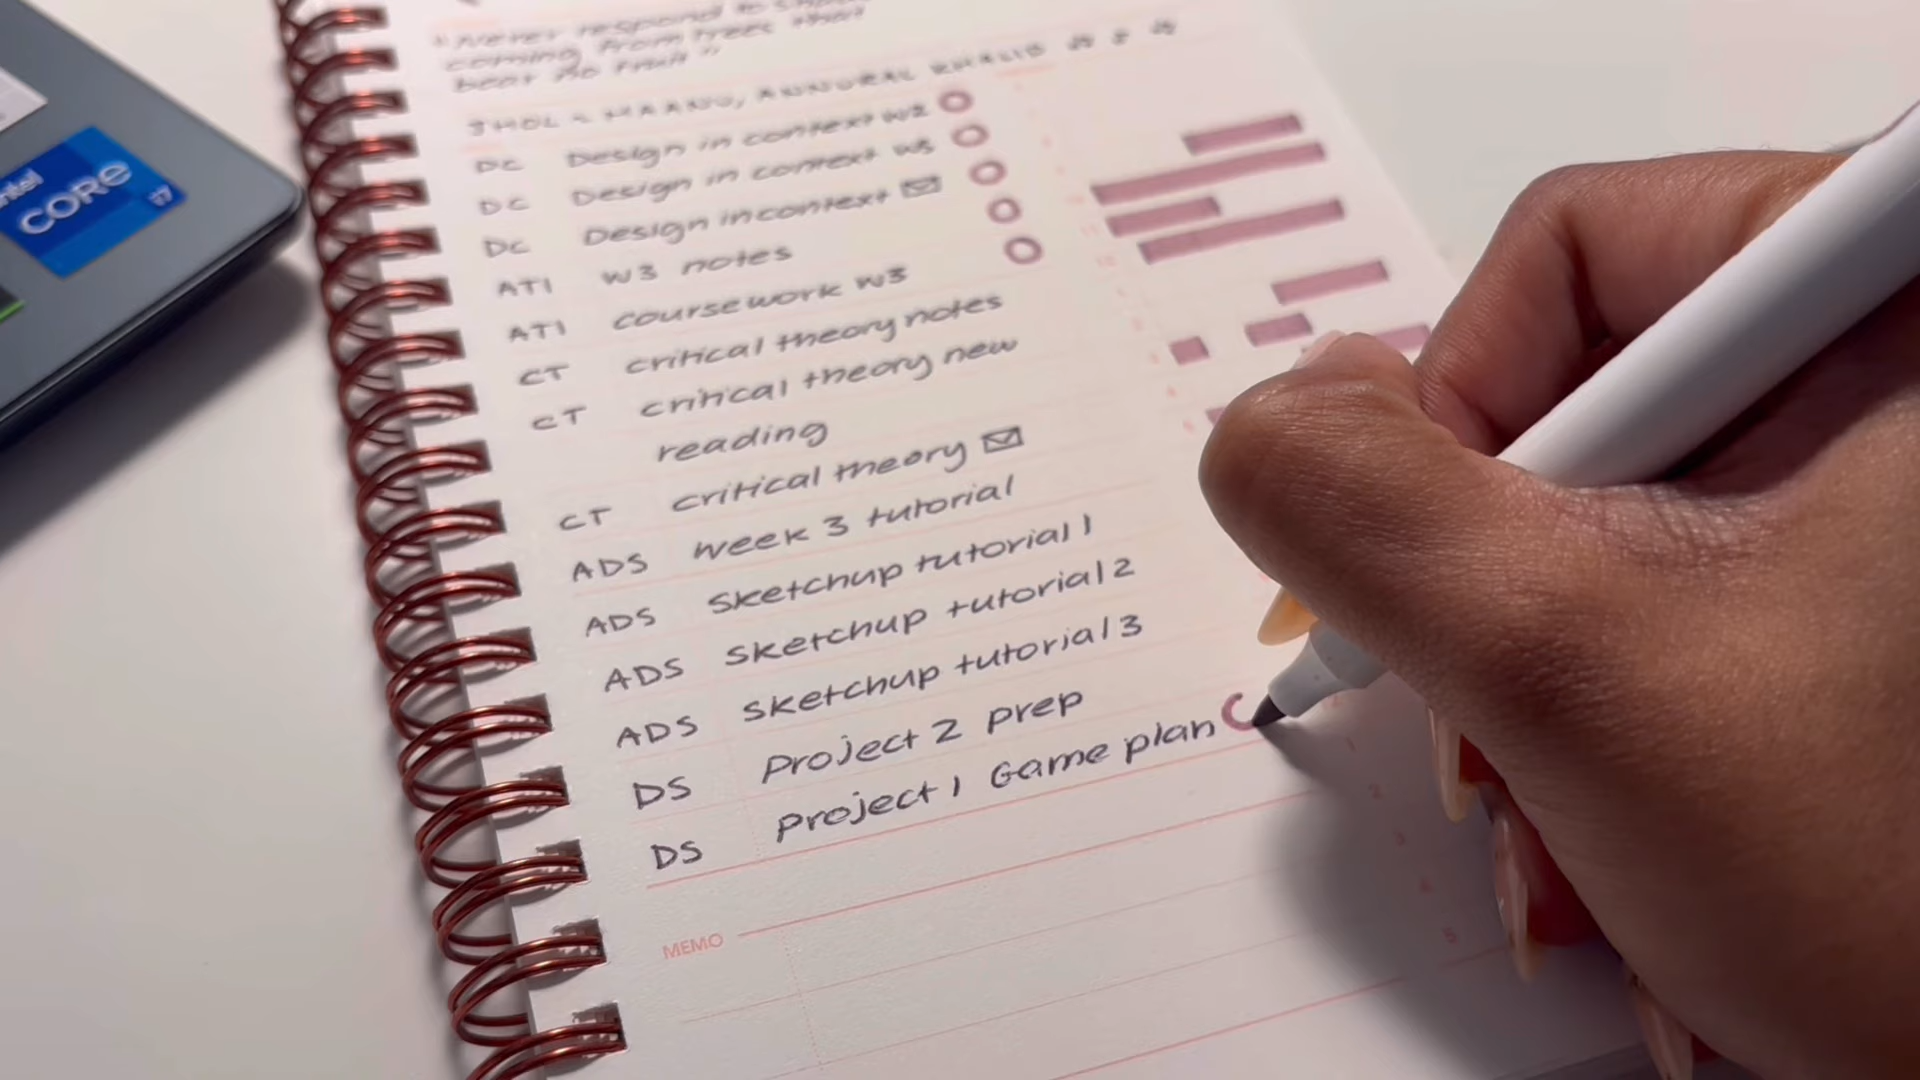 intel
CORE
i7
"Never respond to
coming from trees that
bear no fruit"
DC Design in context W2
DC Design in context W3
DC Design in context
ATI W3 notes
ATI coursework W3
CT critical theory notes
CT critical theory new
reading
CT critical theory
ADS week 3 tutorial
ADS Sketchup tutorial 1
ADS Sketchup tutorial 2
ADS Sketchup tutorial 3
DS Project 2 prep
DS Project 1 Game plan
MEMO